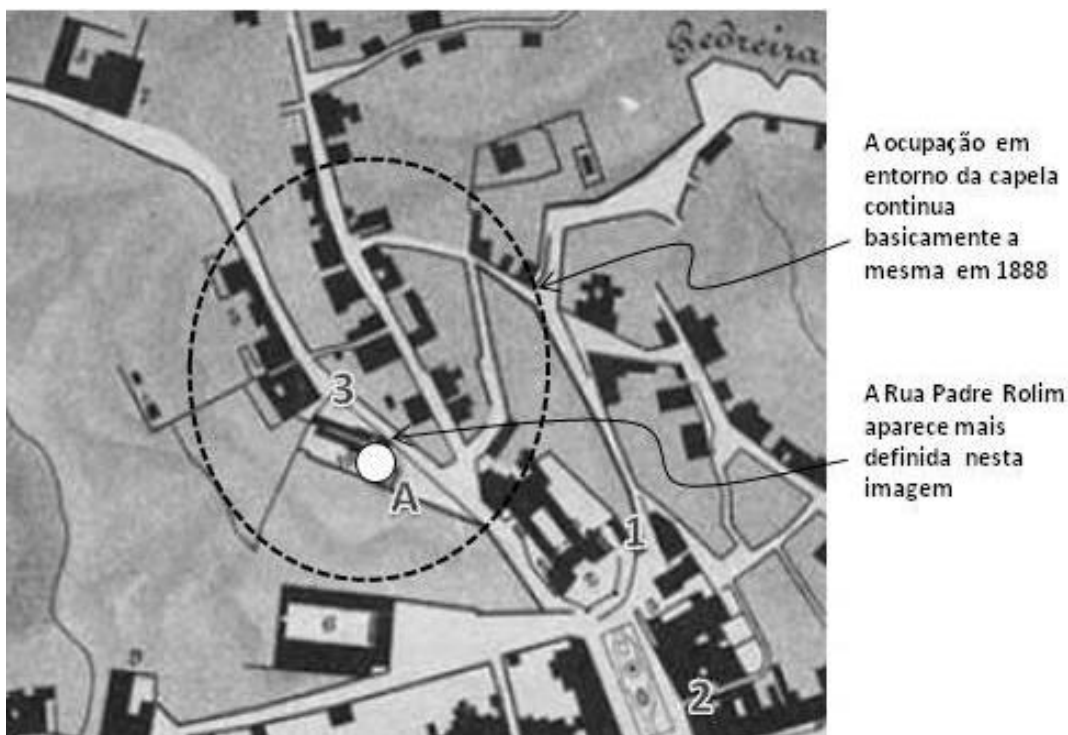 Pedreira
A ocupação em
entorno da capela
continua
basicamente a
mesma em 1888
3
A Rua Padre Rolim
aparece mais
definida nesta
imagem
A
1
6
2